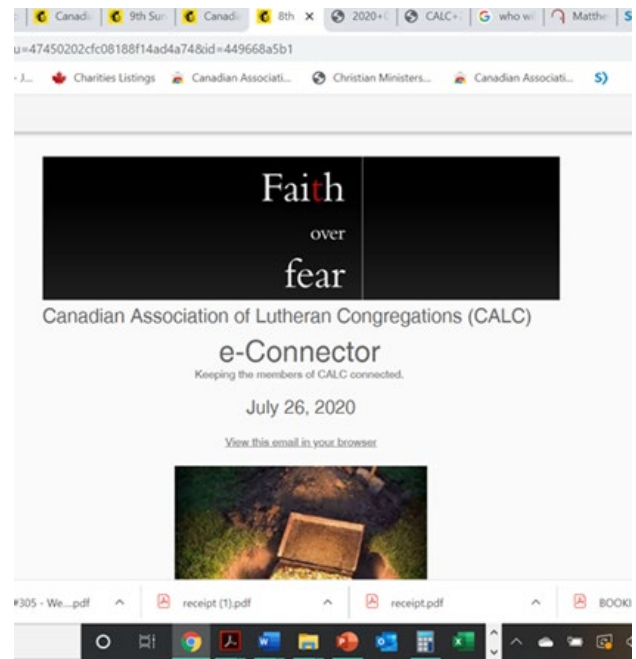 Canadi 9th Sun Canadi 8th 2020+ CALC+ who wi Matthe
u=47450202cfc08188f14ad4a74&id=449668a5b1
- J... Charities Listings Canadian Associati... Christian Ministers... Canadian Associati... S)
Faith
over
fear
Canadian Association of Lutheran Congregations (CALC)
e-Connector
Keeping the members of CALC connected.
July 26, 2020
View this email in your browser
#305 - We....pdf receipt (1).pdf receipt.pdf BOOKI